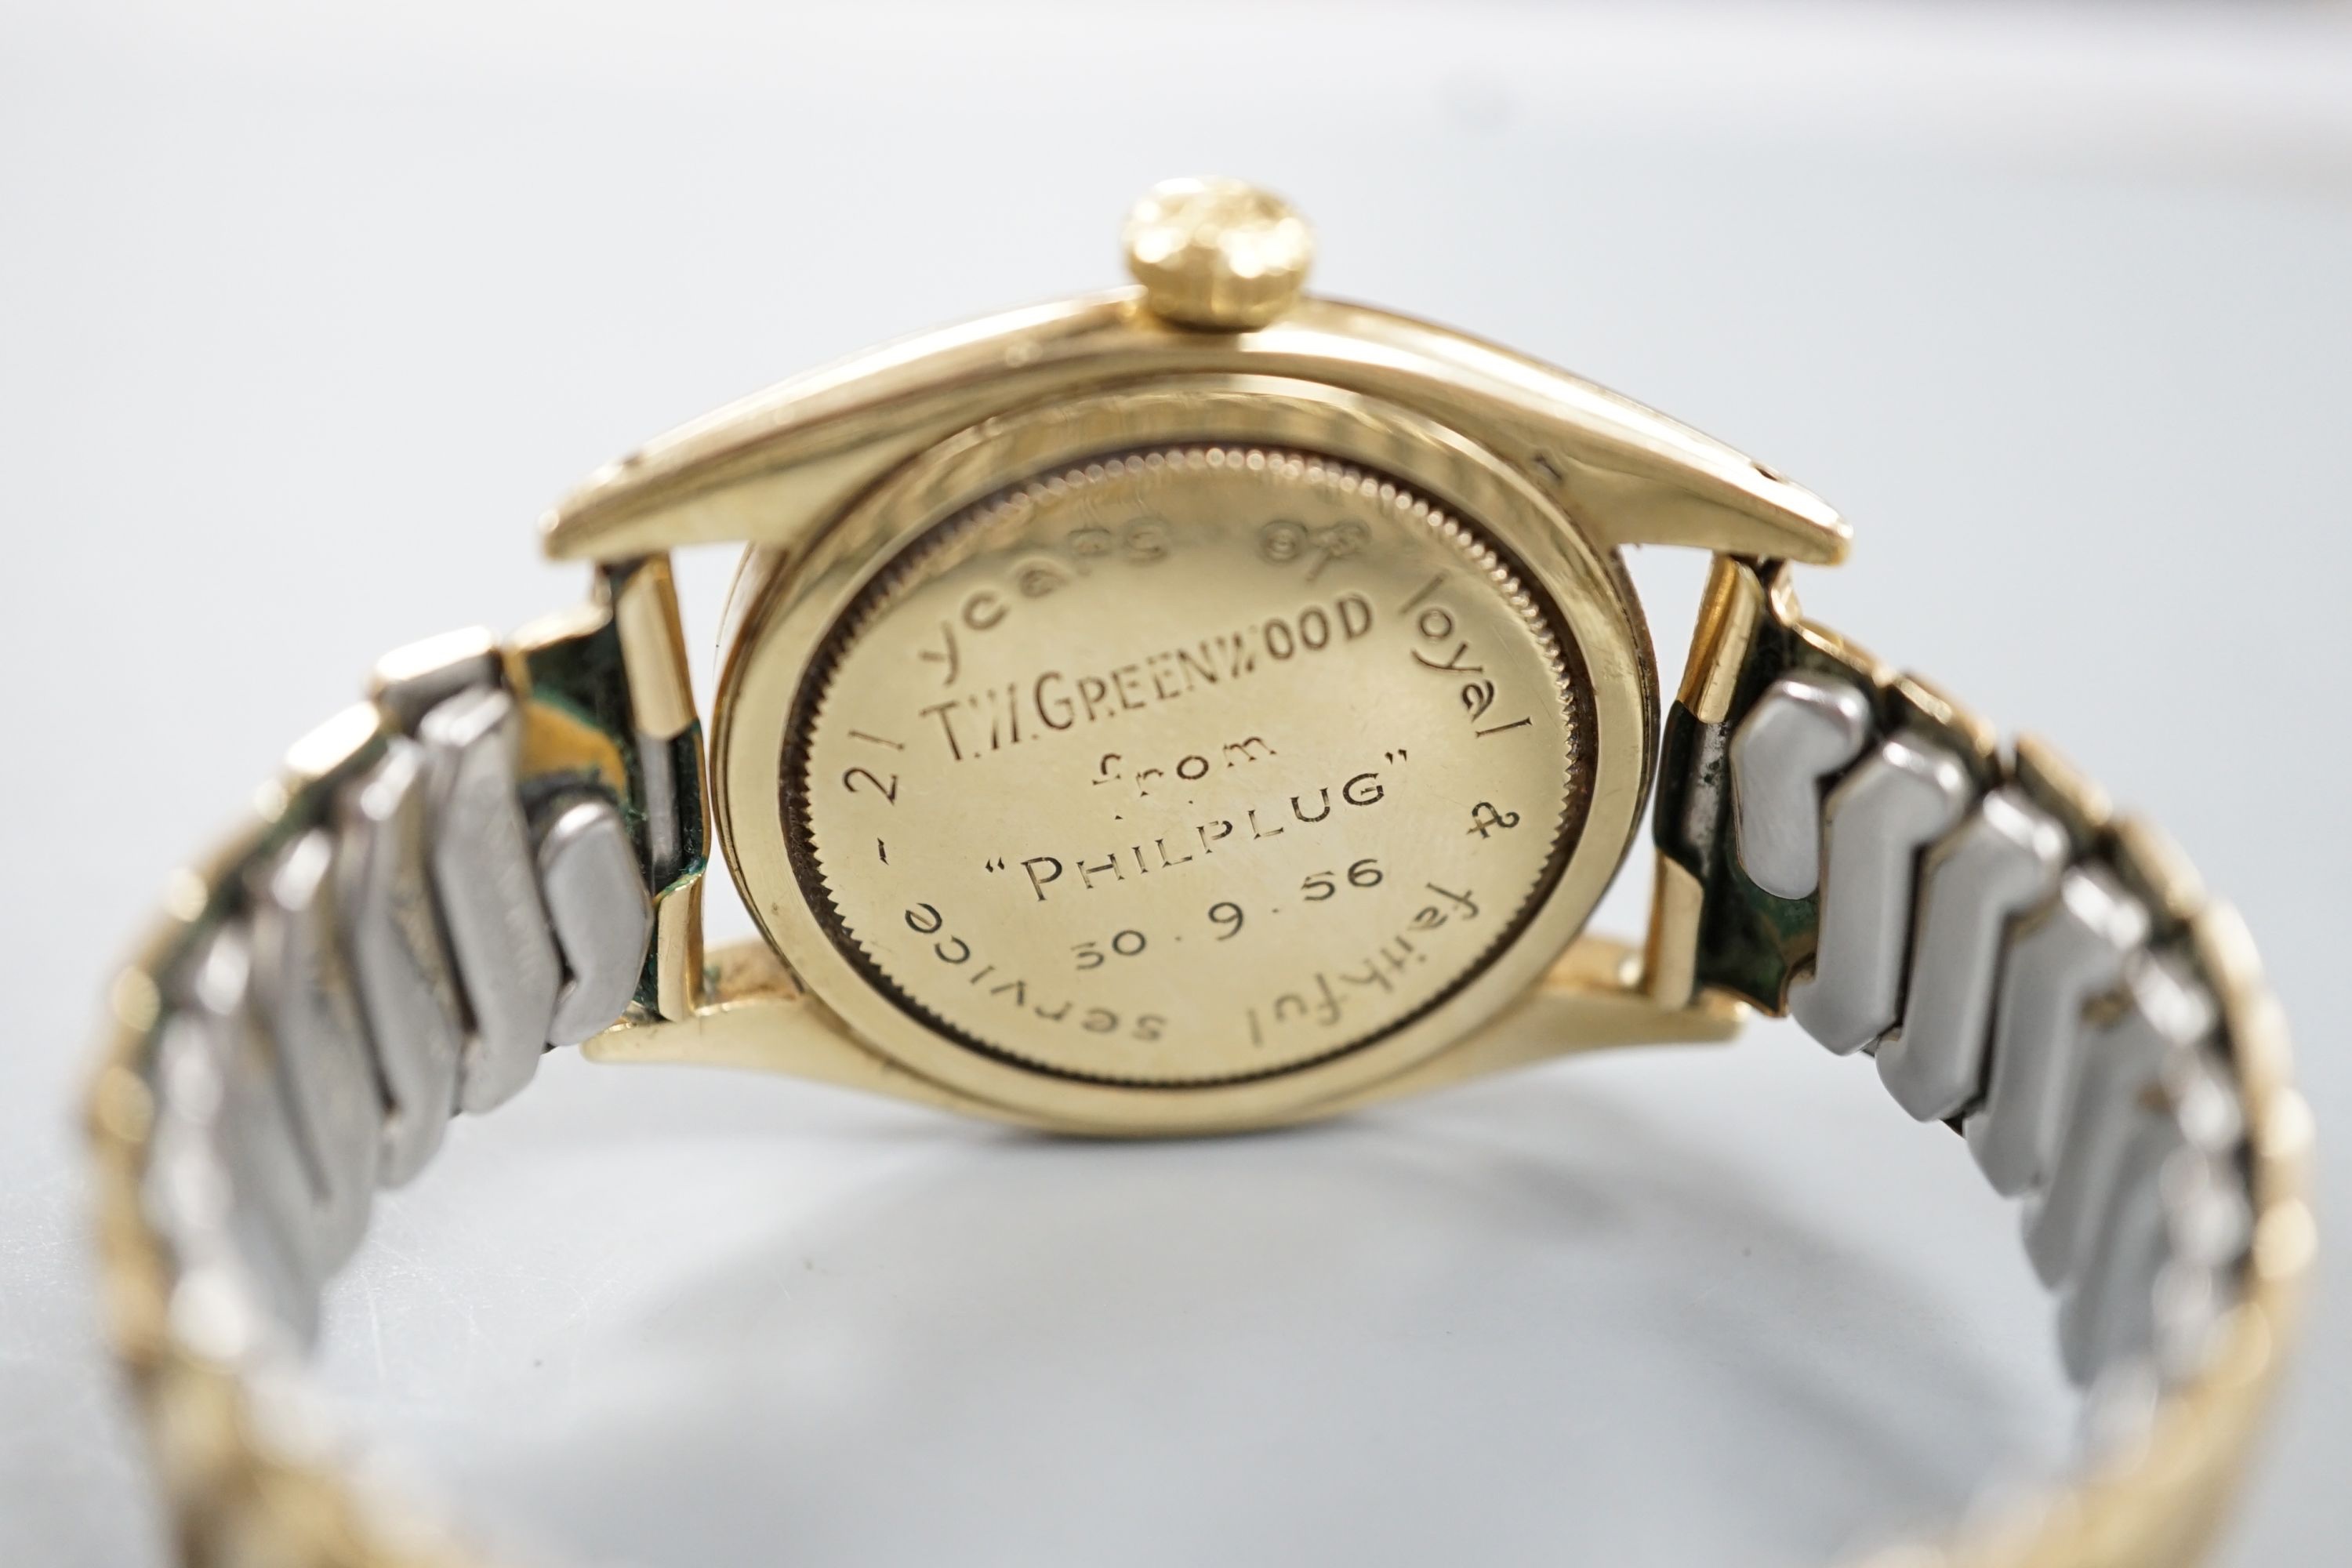 21 years of loyal & faithful service -
T.W. GREENWOOD
from
"PHILPLUG"
30.9.56